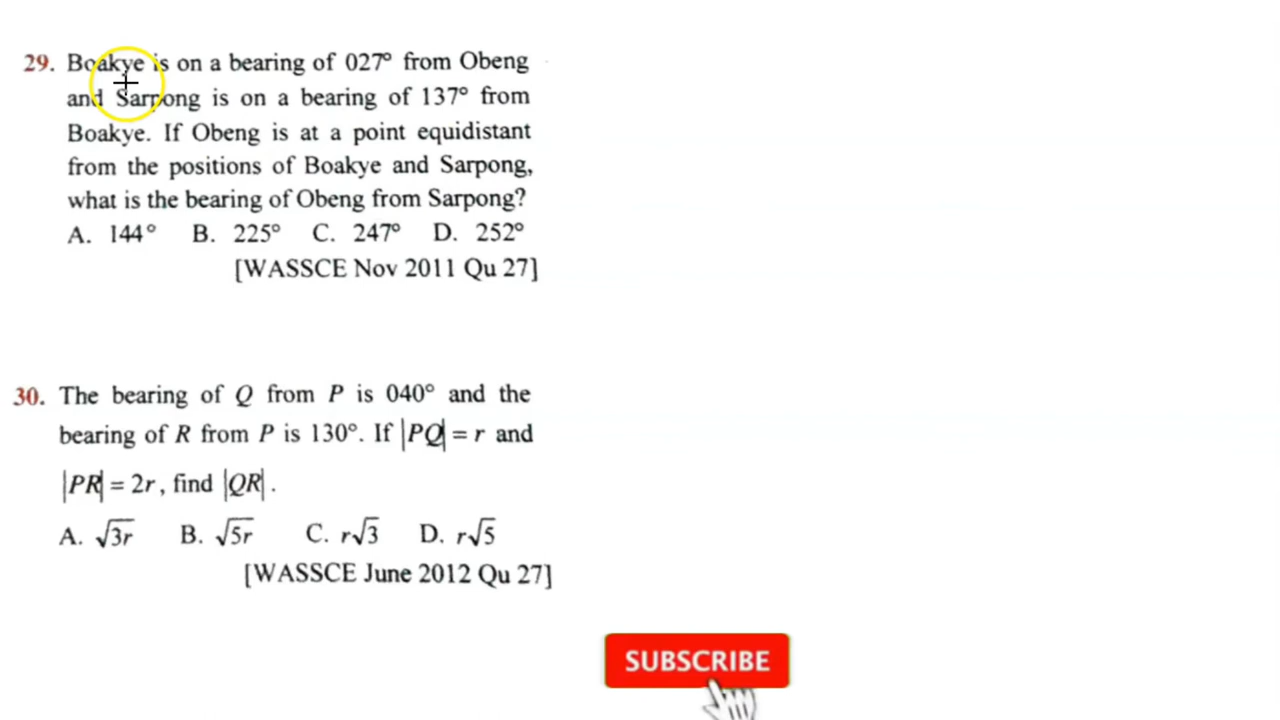 29. Boakye is on a bearing of 027° from Obeng
and Sarpong is on a bearing of 137° from
Boakye. If Obeng is at a point equidistant
from the positions of Boakye and Sarpong,
what is the bearing of Obeng from Sarpong?
A. 144° B. 225° C. 247° D. 252°
[WASSCE Nov 2011 Qu 27]
30. The bearing of Q from P is 040° and the
bearing of R from P is 130°. If |PQ| = r and
|PR| = 2r, find |QR|.
A. √3r B. √5r C. r√3 D. r√5
[WASSCE June 2012 Qu 27]
SUBSCRIBE